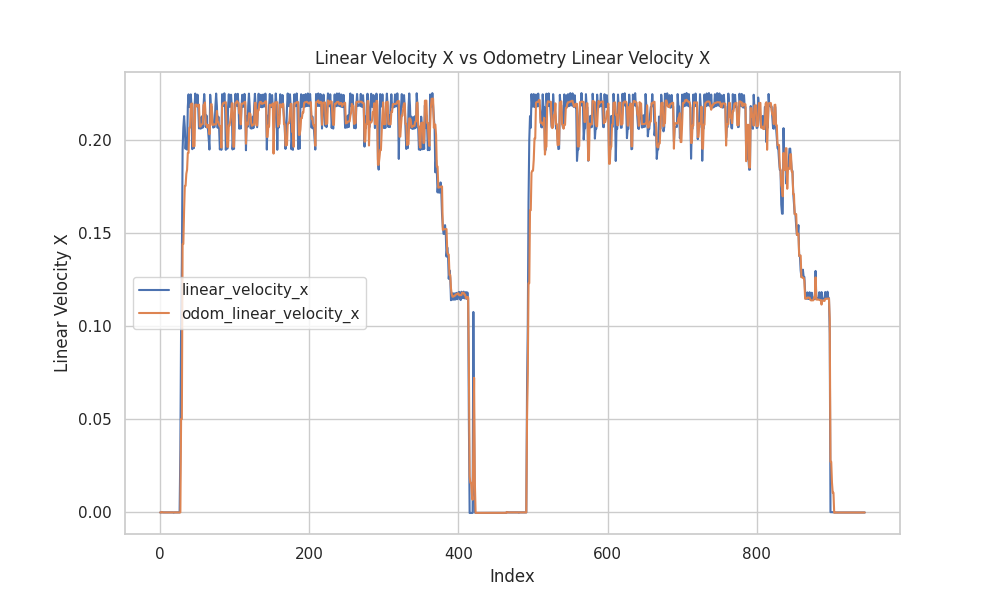 Linear Velocity X vs Odometry Linear Velocity X
Linear Velocity X
0.20
0.15
0.10
0.05
0.00
linear_velocity_x
odom_linear_velocity_x
0
200
400
600
800
Index